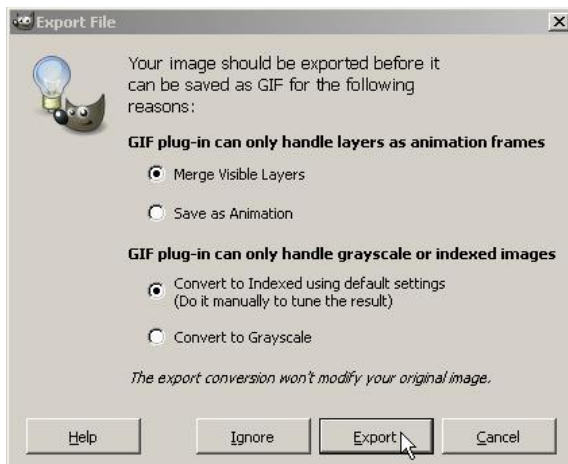 Export File
Your image should be exported before it
can be saved as GIF for the following
reasons:
GIF plug-in can only handle layers as animation frames
Merge Visible Layers
Save as Animation
GIF plug-in can only handle grayscale or indexed images
Convert to Indexed using default settings
(Do it manually to tune the result)
Convert to Grayscale
The export conversion won't modify your original image.
Help
Ignore
Export
Cancel